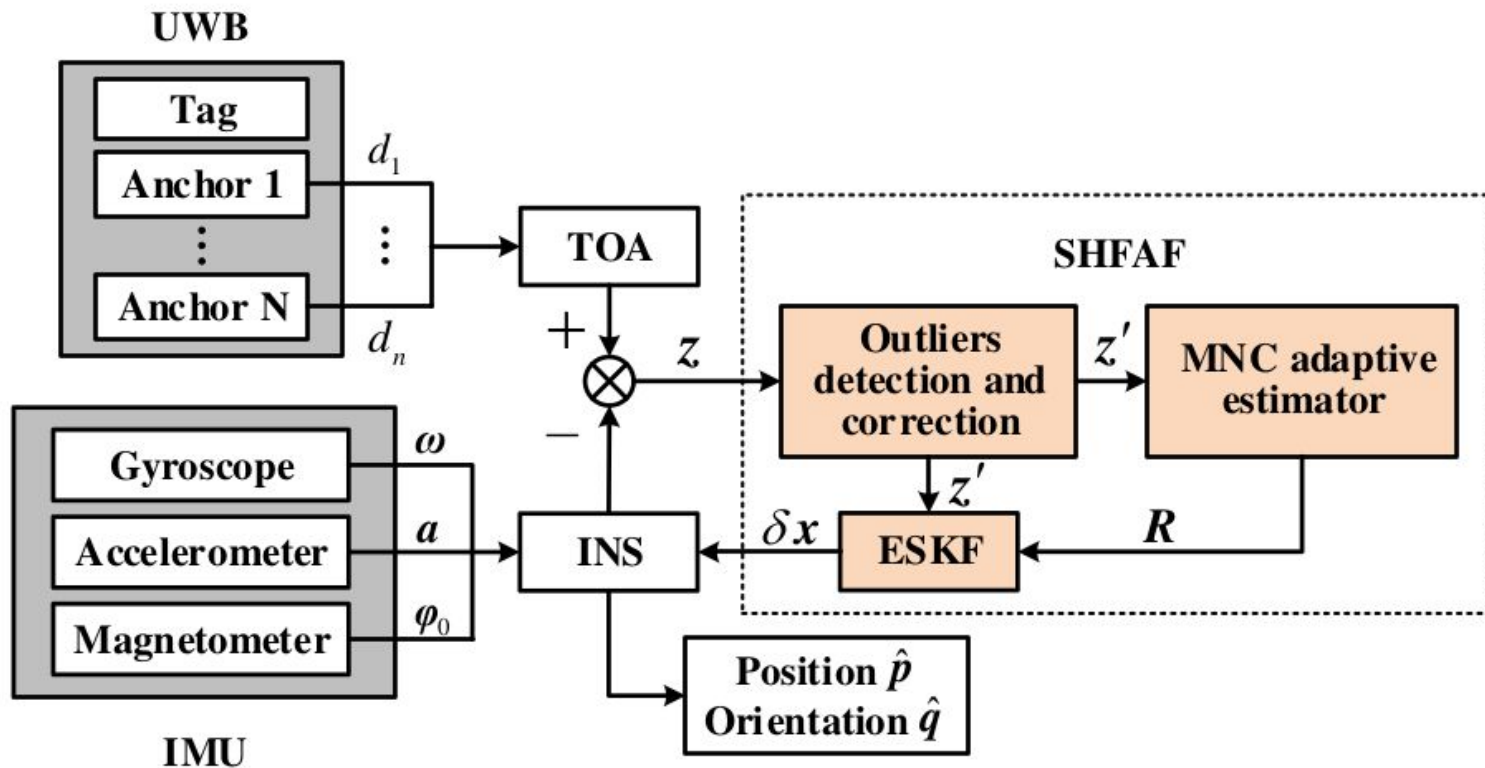 UWB
Tag
Anchor 1
⋮
Anchor N
d₁
⋮
dₙ
TOA
+
−
z
SHFAF
Outliers
detection and
correction
z′
MNC adaptive
estimator
z′
Gyroscope
Accelerometer
Magnetometer
ω
a
φ₀
INS
δx
ESKF
R
Position p̂
Orientation q̂
IMU